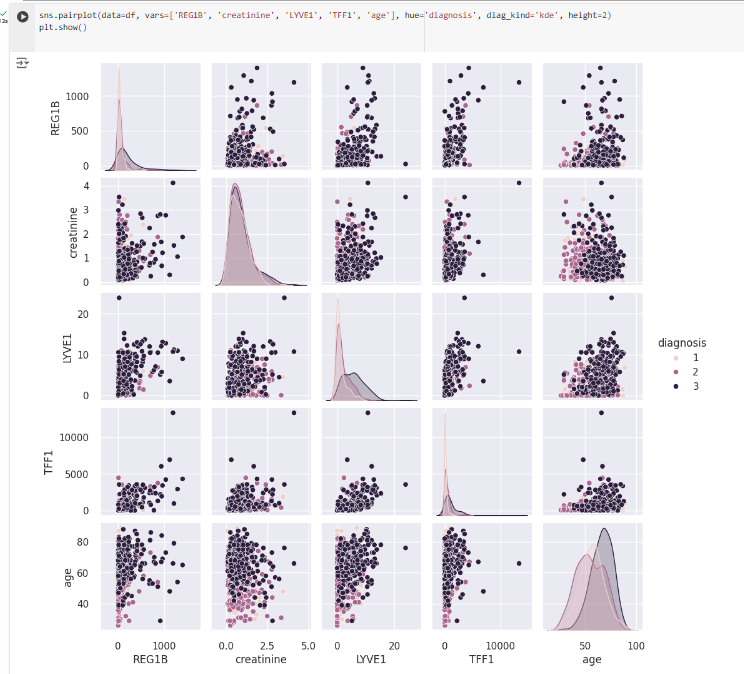 sns.pairplot(data=df, vars=['REG1B', 'creatinine', 'LYVE1', 'TFF1', 'age'], hue='diagnosis', diag_kind='kde', height=2)
plt.show()
REG1B
1000
500
0
creatinine
4
3
2
1
0
LYVE1
20
10
0
diagnosis
1
2
3
TFF1
10000
5000
0
age
80
60
40
0 1000 0.0 2.5 5.0 0 20 0 10000 50 100
REG1B creatinine LYVE1 TFF1 age